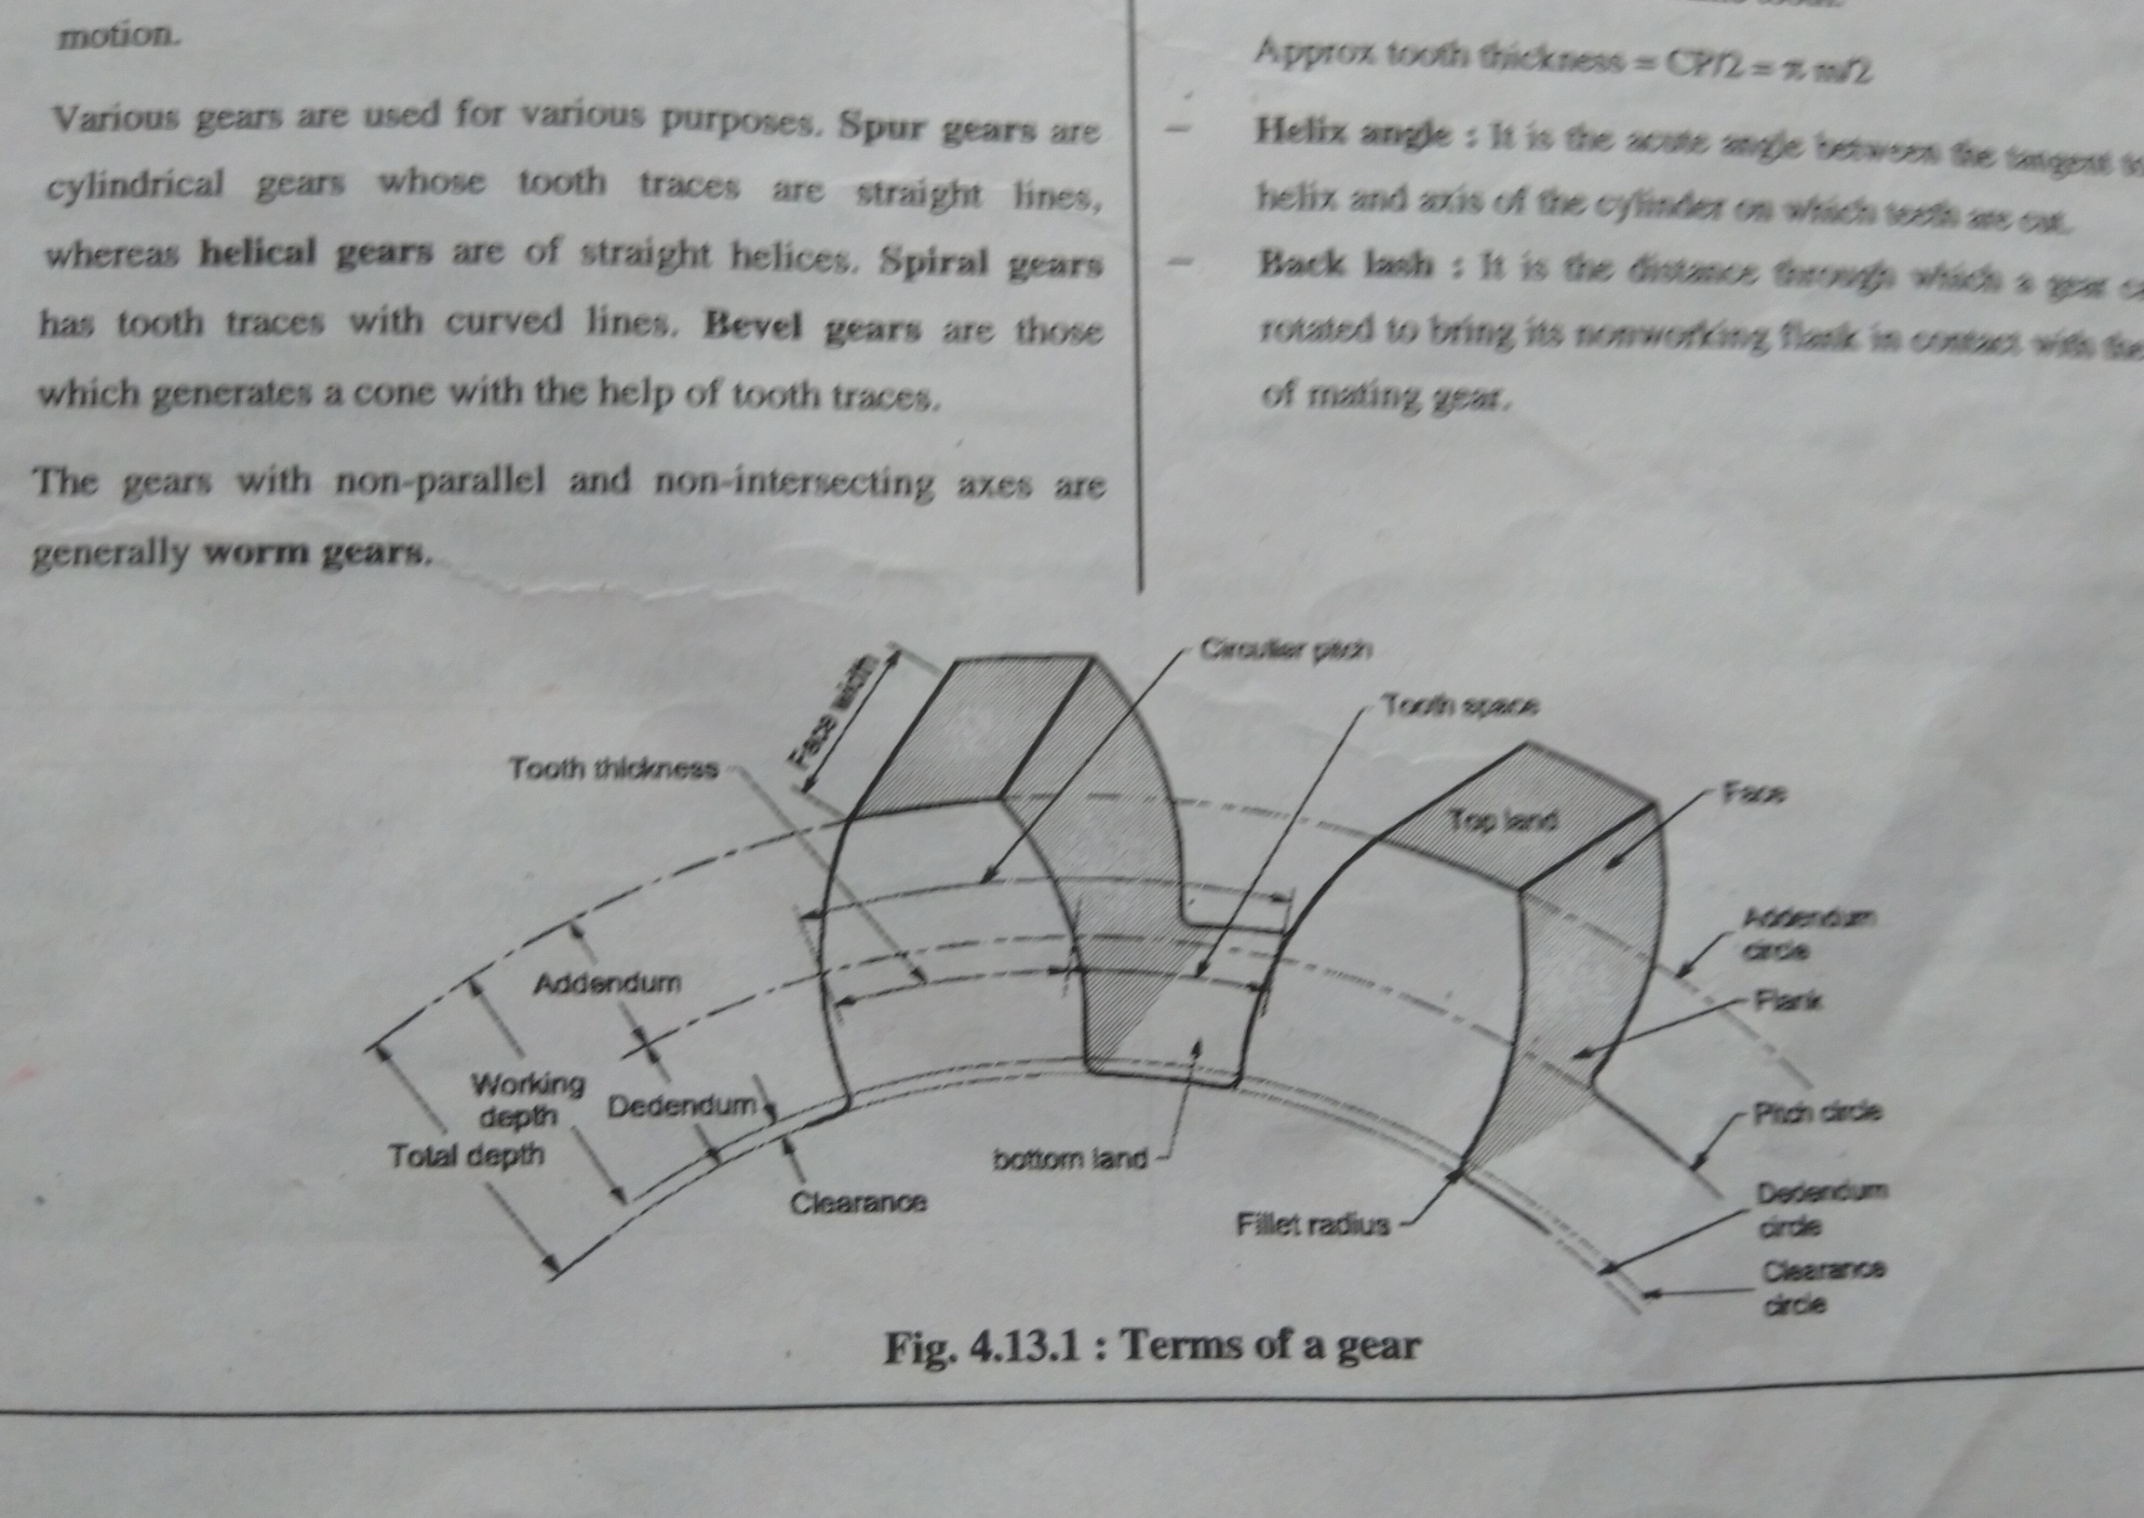 motion.
Various gears are used for various purposes. Spur gears are
cylindrical gears whose tooth traces are straight lines,
whereas helical gears are of straight helices. Spiral gears
has tooth traces with curved lines. Bevel gears are those
which generates a cone with the help of tooth traces.
The gears with non-parallel and non-intersecting axes are
generally worm gears.
Approx tooth thickness = CP/2 = π m/2
– Helix angle : It is the acute angle between the tangent
helix and axis of the cylinder on which teeth are cut.
– Back lash : It is the distance through which a gear
rotated to bring its nonworking flank in contact with the
of mating gear.
Circular pitch
Face width
Tooth space
Tooth thickness
Face
Top land
Addendum
circle
Addendum
Flank
Working
depth
Dedendum
Pitch circle
Total depth
bottom land
Clearance
Fillet radius
Dedendum
circle
Clearance
circle
Fig. 4.13.1 : Terms of a gear